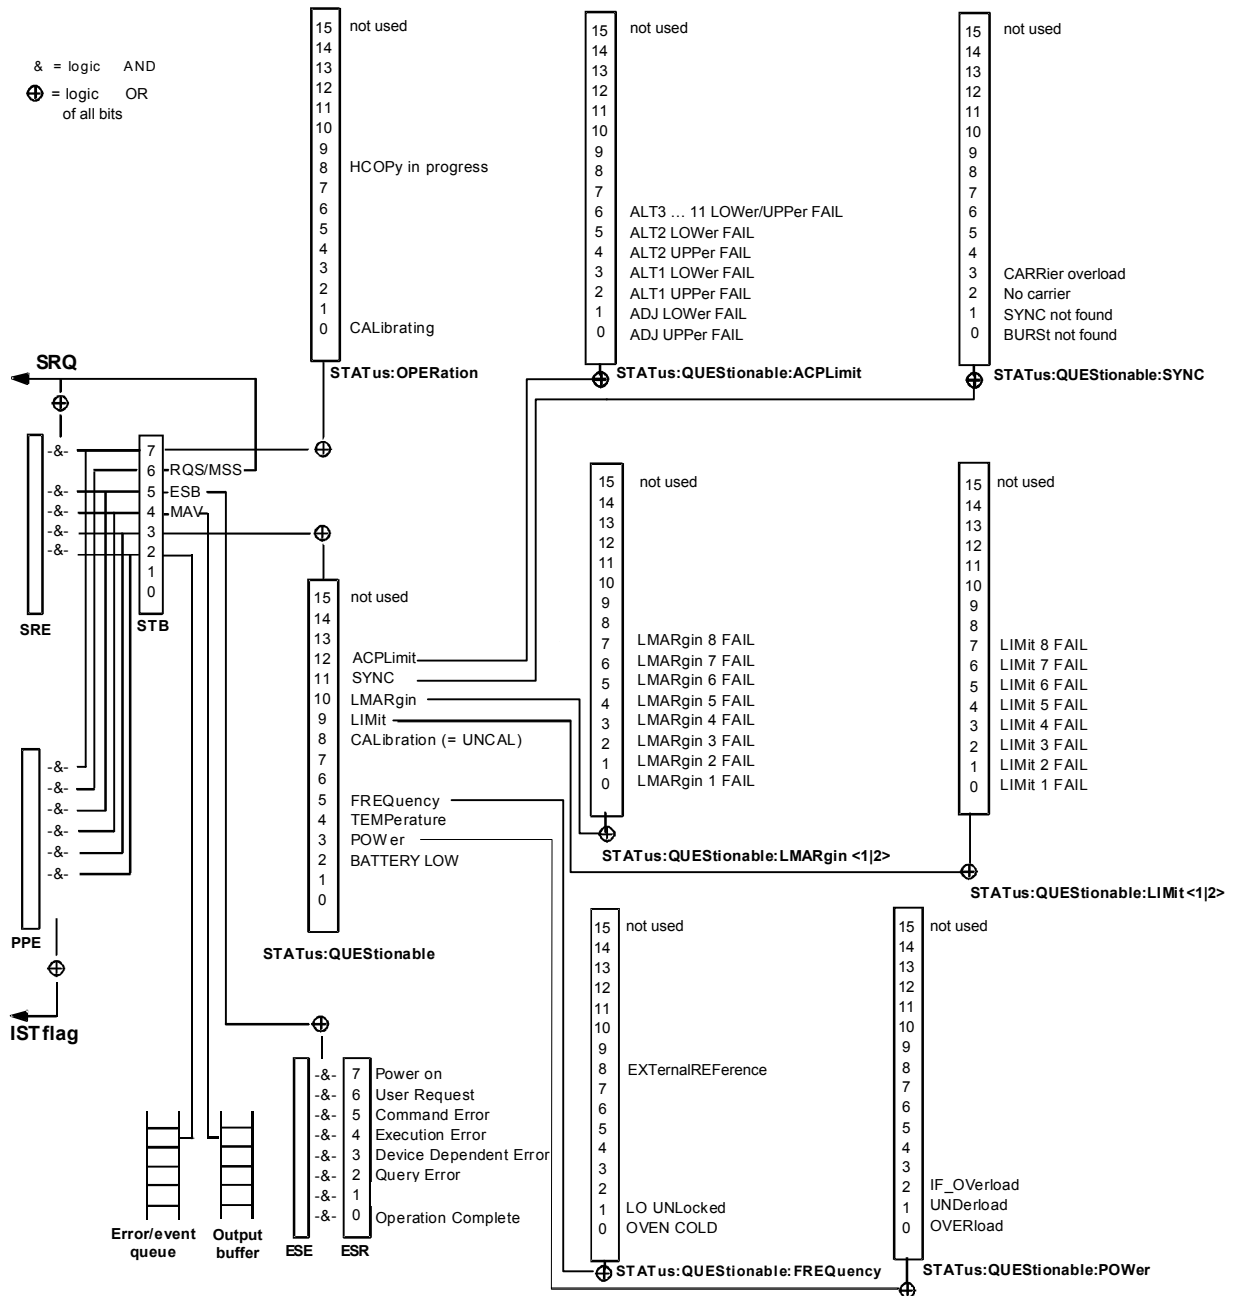 & = logic AND
⊕ = logic OR
of all bits
15 not used
14
13
12
11
10
9
8 HCOPy in progress
7
6
5
4
3
2
1
0 CALibrating
STATus:OPERation
15 not used
14
13
12
11
10
9
8
7
6 ALT3 ... 11 LOWer/UPPer FAIL
5 ALT2 LOWer FAIL
4 ALT2 UPPer FAIL
3 ALT1 LOWer FAIL
2 ALT1 UPPer FAIL
1 ADJ LOWer FAIL
0 ADJ UPPer FAIL
STATus:QUEStionable:ACPLimit
15 not used
14
13
12
11
10
9
8
7
6
5
4
3 CARRier overload
2 No carrier
1 SYNC not found
0 BURSt not found
STATus:QUEStionable:SYNC
SRQ
-&- 7
6 RQS/MSS
-&- 5 ESB
-&- 4 MAV
-&- 3
-&- 2
1
0
SRE
STB
15 not used
14
13
12 ACPLimit
11 SYNC
10 LMARgin
9 LIMit
8 CALibration (= UNCAL)
7
6
5 FREQuency
4 TEMPerature
3 POWer
2 BATTERY LOW
1
0
STATus:QUEStionable
15 not used
14
13
12
11
10
9
8
7 LMARgin 8 FAIL
6 LMARgin 7 FAIL
5 LMARgin 6 FAIL
4 LMARgin 5 FAIL
3 LMARgin 4 FAIL
2 LMARgin 3 FAIL
1 LMARgin 2 FAIL
0 LMARgin 1 FAIL
STATus:QUEStionable:LMARgin <1|2>
15 not used
14
13
12
11
10
9
8
7 LIMit 8 FAIL
6 LIMit 7 FAIL
5 LIMit 6 FAIL
4 LIMit 5 FAIL
3 LIMit 4 FAIL
2 LIMit 3 FAIL
1 LIMit 2 FAIL
0 LIMit 1 FAIL
STATus:QUEStionable:LIMit<1|2>
-&-
-&-
-&-
-&-
-&-
-&-
PPE
ISTflag
-&- 7 Power on
-&- 6 User Request
-&- 5 Command Error
-&- 4 Execution Error
-&- 3 Device Dependent Error
-&- 2 Query Error
-&- 1
-&- 0 Operation Complete
ESE
ESR
Error/event
queue
Output
buffer
15 not used
14
13
12
11
10
9
8 EXTernalREFerence
7
6
5
4
3
2
1 LO UNLocked
0 OVEN COLD
STATus:QUEStionable:FREQuency
15 not used
14
13
12
11
10
9
8
7
6
5
4
3
2 IF_OVerload
1 UNDerload
0 OVERload
STATus:QUEStionable:POWer